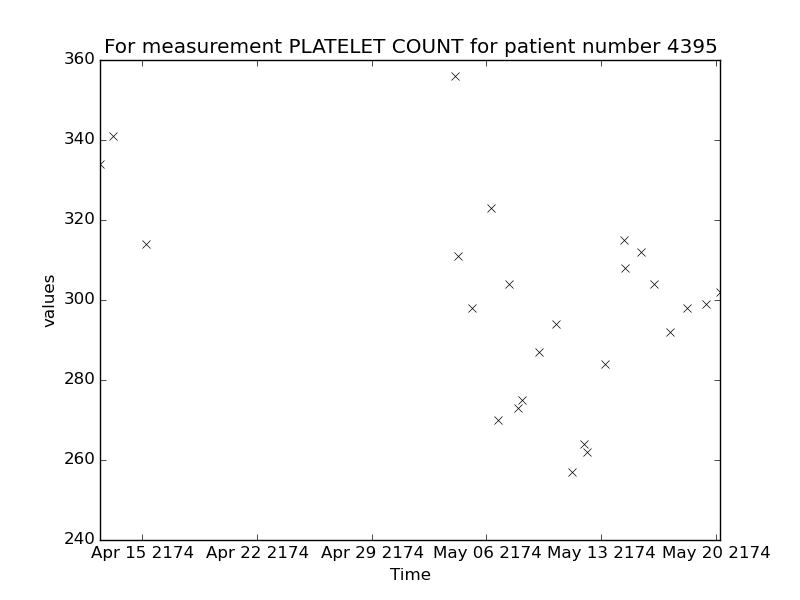 For measurement PLATELET COUNT for patient number 4395
360
340
320
300
280
260
240
values
Apr 15 2174 Apr 22 2174 Apr 29 2174 May 06 2174 May 13 2174 May 20 2174
Time